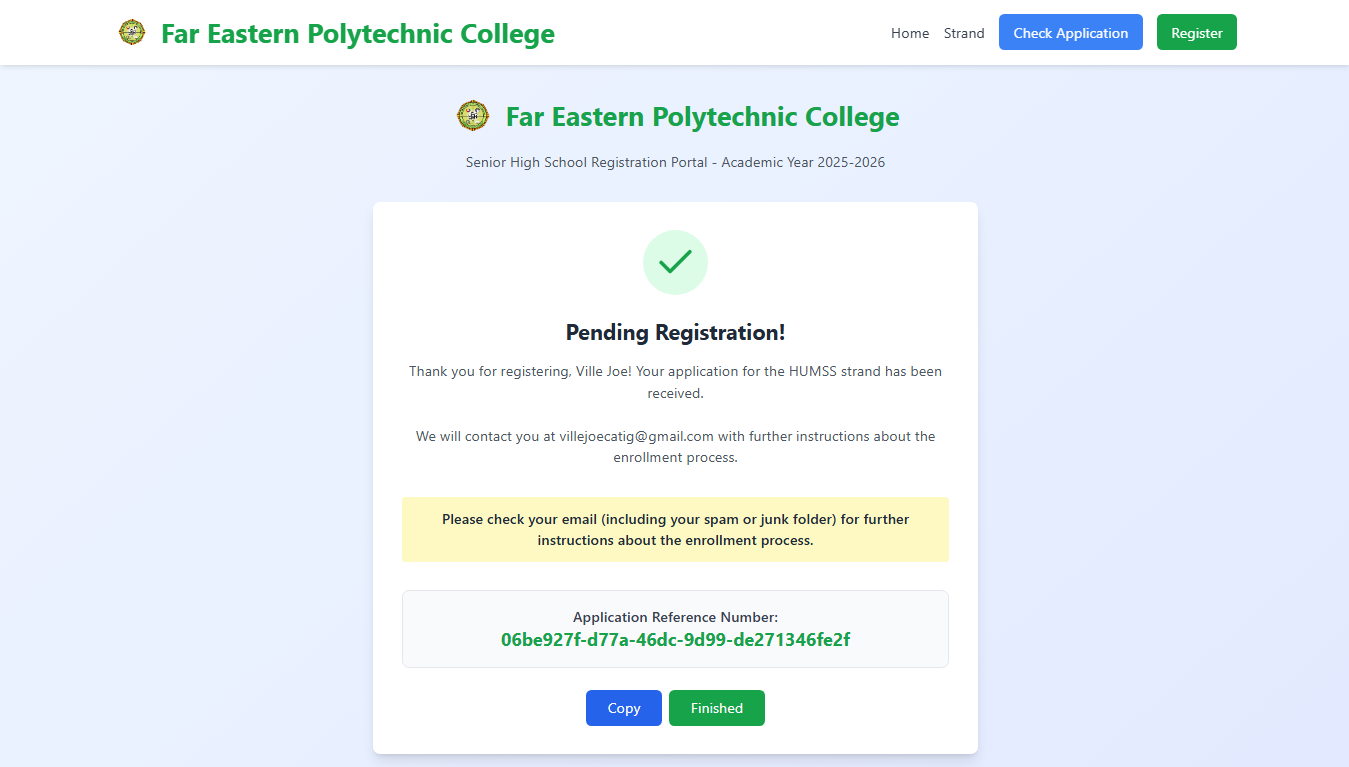 Far Eastern Polytechnic College
Home Strand Check Application Register
Far Eastern Polytechnic College
Senior High School Registration Portal - Academic Year 2025-2026
Pending Registration!
Thank you for registering, Ville Joe! Your application for the HUMSS strand has been
received.
We will contact you at villejoecatig@gmail.com with further instructions about the
enrollment process.
Please check your email (including your spam or junk folder) for further
instructions about the enrollment process.
Application Reference Number:
06be927f-d77a-46dc-9d99-de271346fe2f
Copy Finished